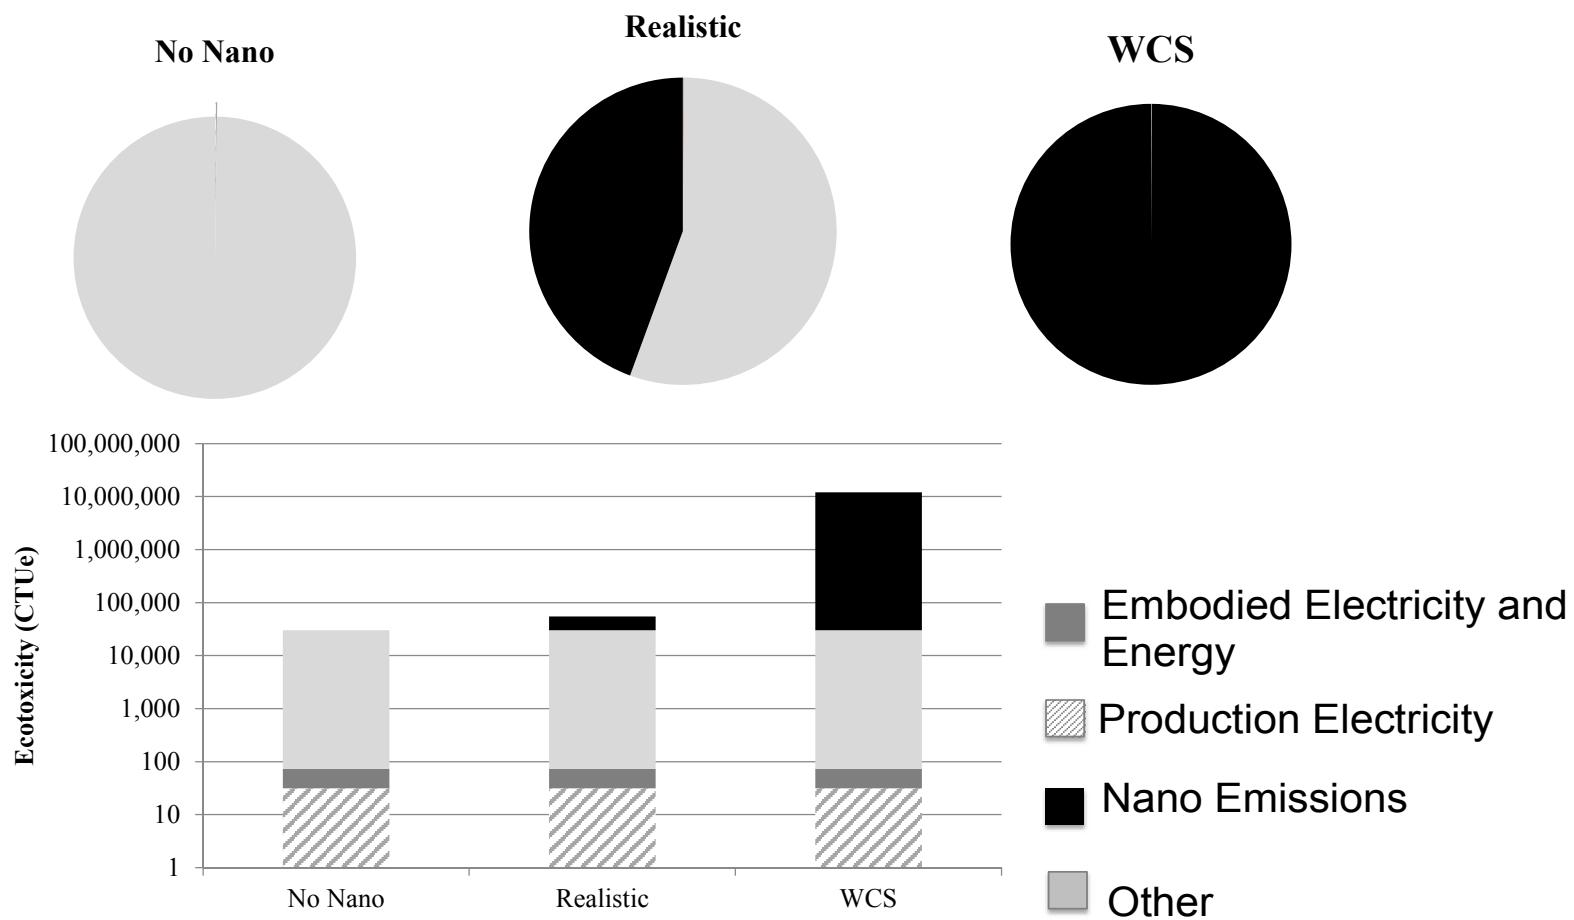 No Nano
Realistic
WCS
100,000,000
10,000,000
1,000,000
100,000
10,000
1,000
100
10
1
Ecotoxicity (CTUe)
No Nano
Realistic
WCS
Embodied Electricity and
Energy
Production Electricity
Nano Emissions
Other